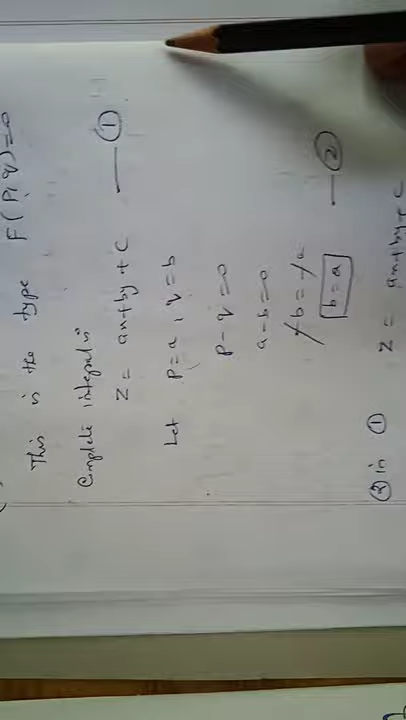 This is the type F(p,q)=0
Complete integral is
Z = ax+by+c — ①
Let p=a, q=b
p-q=0
a-b=0
-b=-a
b=a — ②
② in ①
Z = ax+by+c